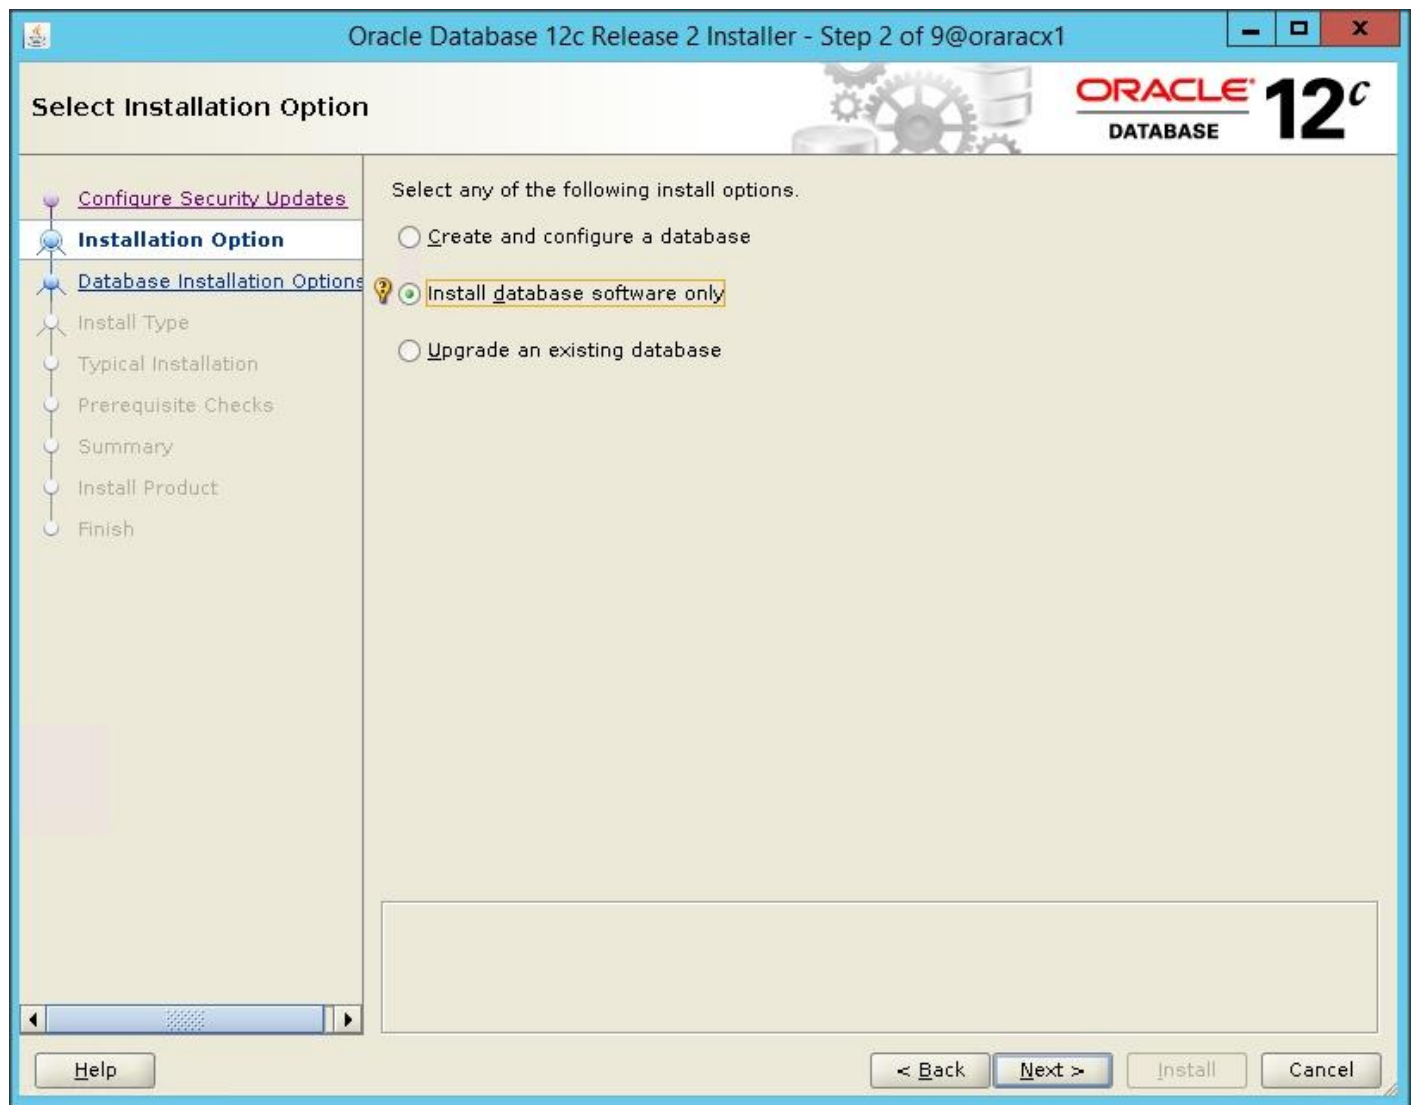 Oracle Database 12c Release 2 Installer - Step 2 of 9@oraracx1
Select Installation Option
ORACLE
DATABASE
12c
Configure Security Updates
Installation Option
Database Installation Options
Install Type
Typical Installation
Prerequisite Checks
Summary
Install Product
Finish
Select any of the following install options.
Create and configure a database
Install database software only
Upgrade an existing database
Help
< Back
Next >
Install
Cancel